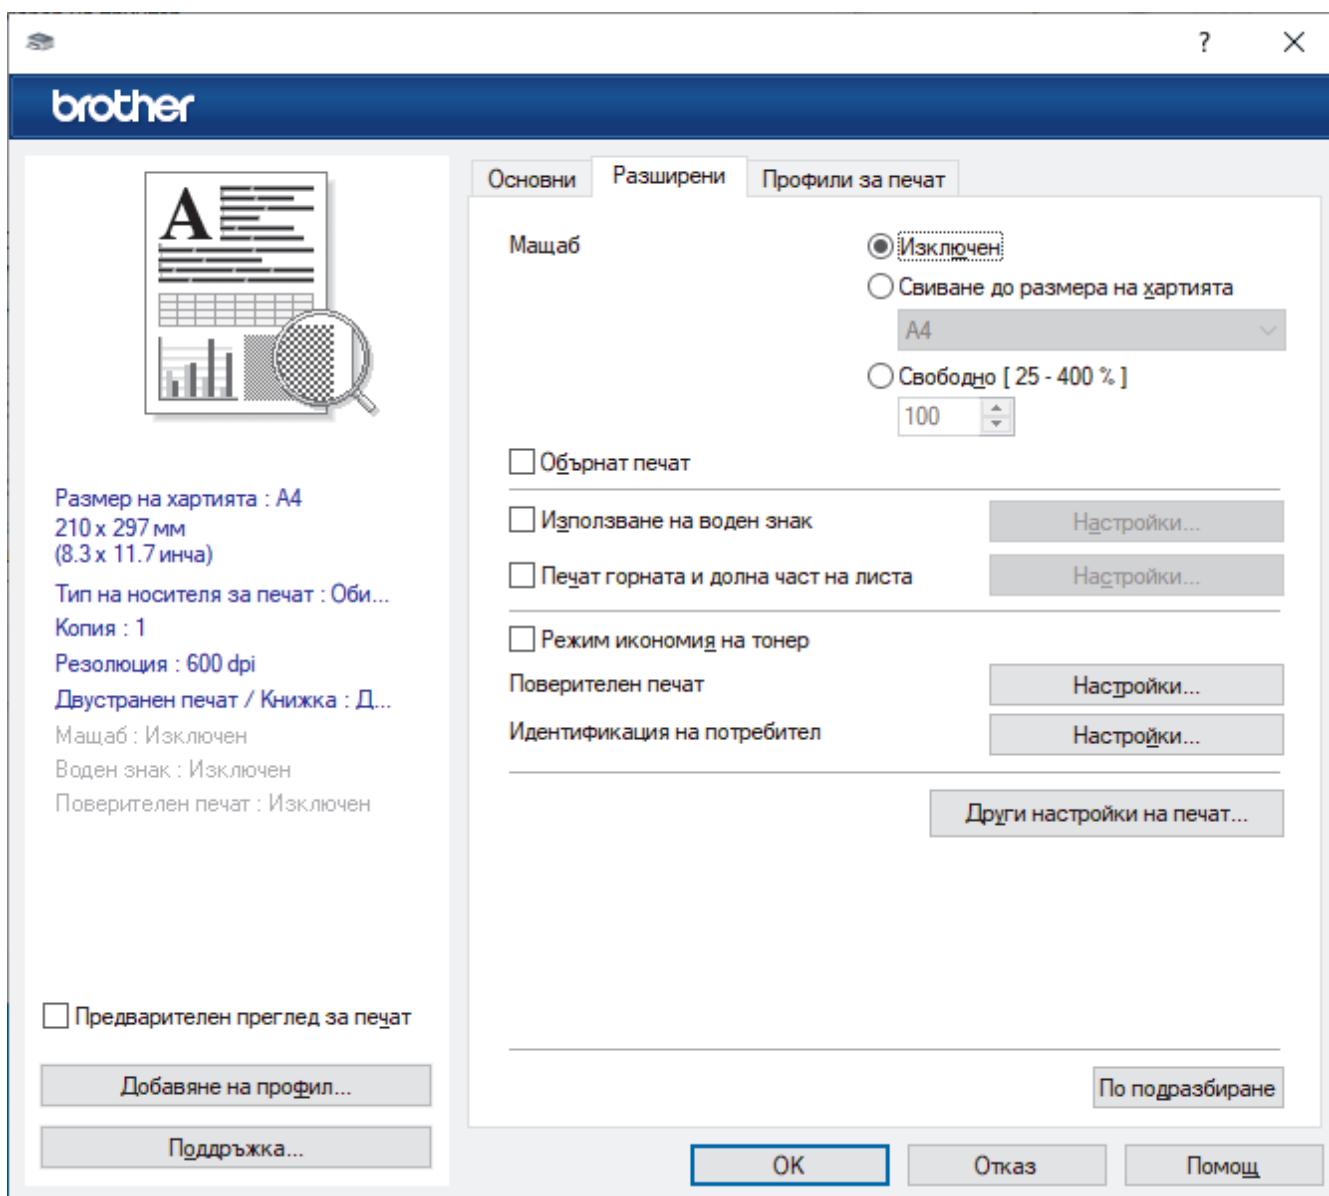 ?
brother
Основни
Разширени
Профили за печат
A
Мащаб
Изключен
Свиване до размера на хартията
A4
Свободно [ 25 - 400 % ]
100
Обърнат печат
Използване на воден знак
Настройки...
Печат горната и долна част на листа
Настройки...
Режим икономия на тонер
Поверителен печат
Настройки...
Идентификация на потребител
Настройки...
Други настройки на печат...
Размер на хартията : A4
210 x 297 мм
(8.3 x 11.7 инча)
Тип на носителя за печат : Оби...
Копия : 1
Резолюция : 600 dpi
Двустранен печат / Книжка : Д...
Мащаб : Изключен
Воден знак : Изключен
Поверителен печат : Изключен
Предварителен преглед за печат
Добавяне на профил...
Поддръжка...
По подразбиране
OK
Отказ
Помощ